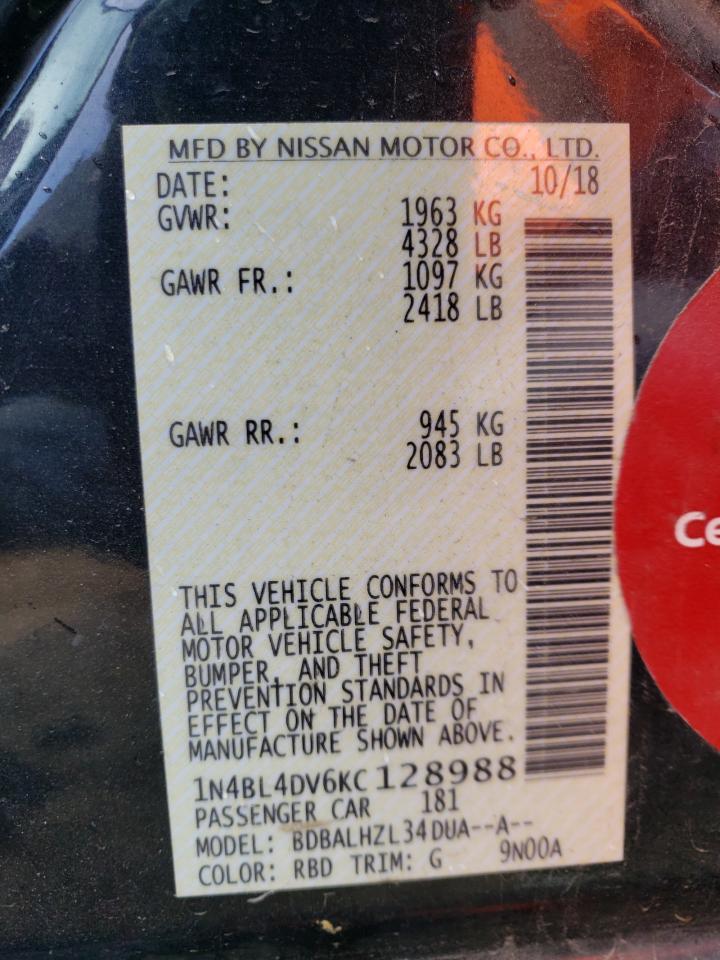 MFD BY NISSAN MOTOR CO., LTD.
DATE: 10/18
GVWR: 1963 KG
4328 LB
GAWR FR.: 1097 KG
2418 LB
GAWR RR.: 945 KG
2083 LB
THIS VEHICLE CONFORMS TO
ALL APPLICABLE FEDERAL
MOTOR VEHICLE SAFETY,
BUMPER, AND THEFT
PREVENTION STANDARDS IN
EFFECT ON THE DATE OF
MANUFACTURE SHOWN ABOVE.
1N4BL4DV6KC128988
PASSENGER CAR 181
MODEL: BDBALHZL34DUA--A--
COLOR: RBD TRIM: G 9N00A
Ce